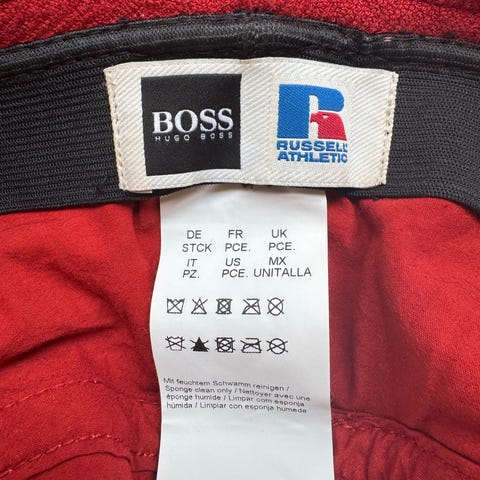 BOSS
HUGO BOSS
R
RUSSELL
ATHLETIC
DE FR UK
STCK PCE. PCE.
IT US MX
PZ. PCE. UNITALLA
Mit feuchtem Schwamm reinigen /
Sponge clean only / Nettoyer avec une
éponge humide / Limpiar con esponja
húmida / Limpar com esponja humeda